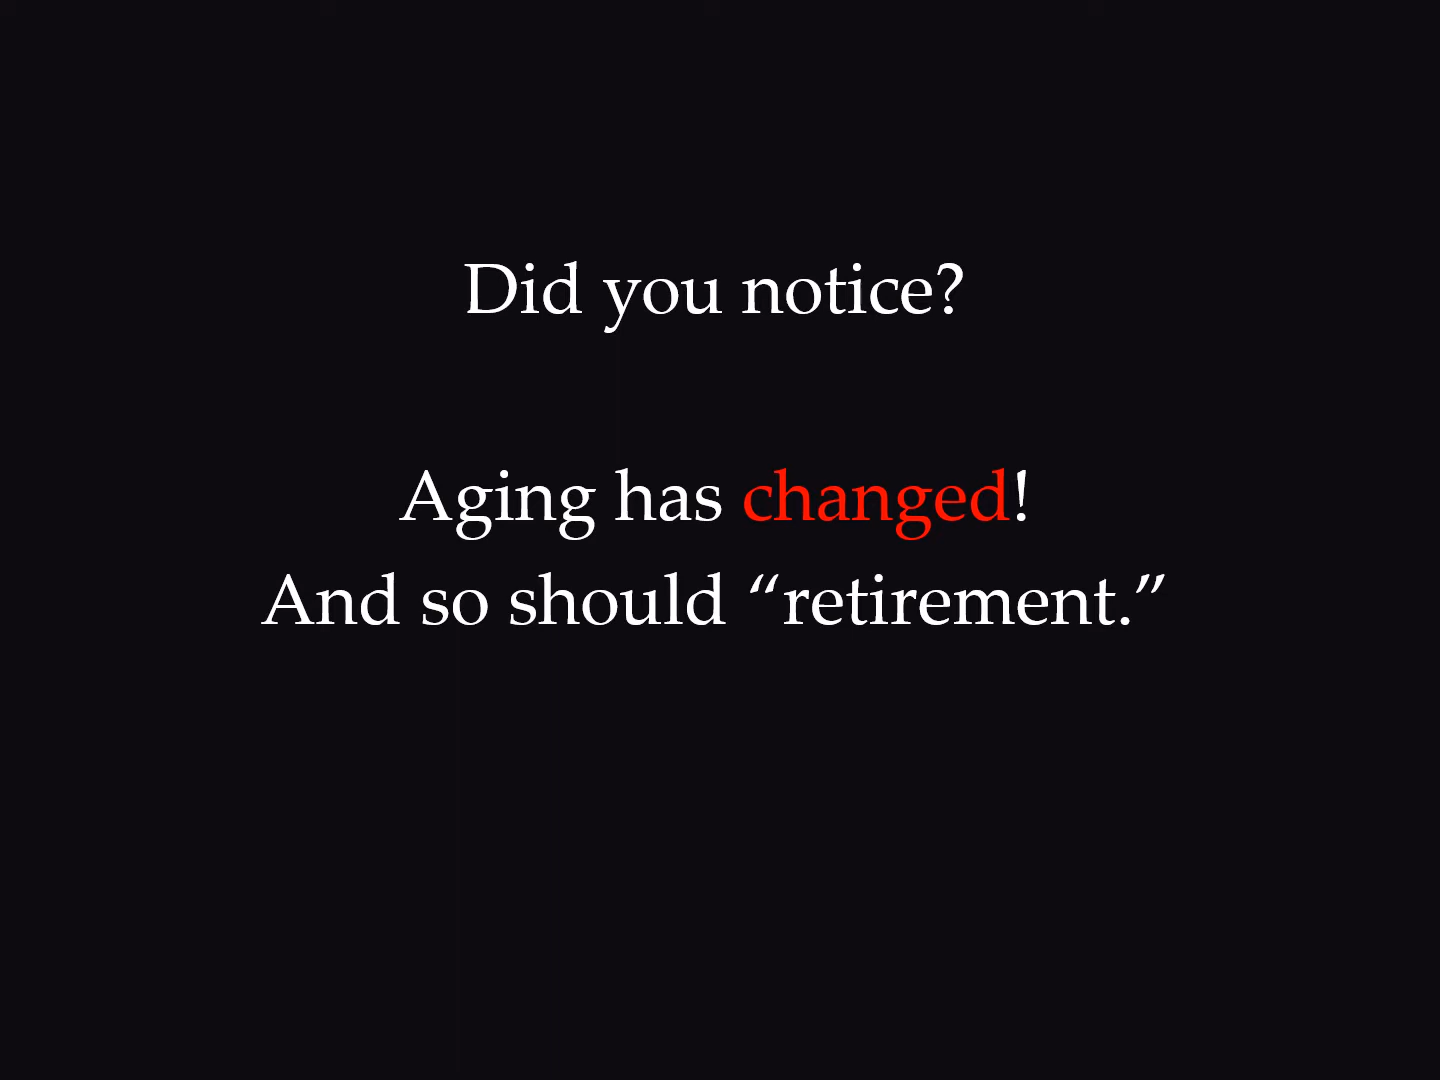 Did you notice?
Aging has changed!
And so should “retirement.”